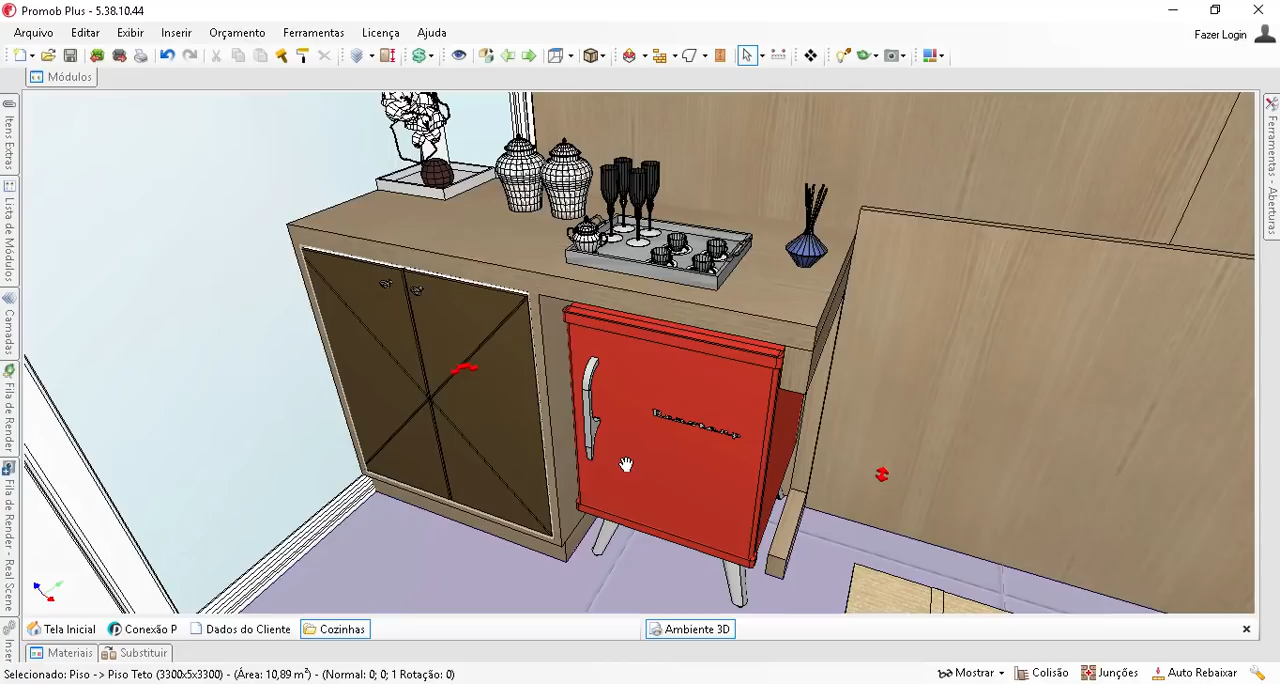 Promob Plus - 5.38.10.44
Arquivo Editar Exibir Inserir Orçamento Ferramentas Licença Ajuda
Fazer Login
Módulos
Itens Extras
Lista de Módulos
Camadas
Fila de Render
Fila de Render - Real Scene
Inser
Ferramentas - Aberturas
Tela Inicial Conexão P Dados do Cliente Cozinhas Ambiente 3D
Materiais Substituir
Selecionado: Piso -> Piso Teto (3300x5x3300) - (Área: 10,89 m²) - (Normal: 0; 0; 1 Rotação: 0)
Mostrar Colisão Junções Auto Rebaixar